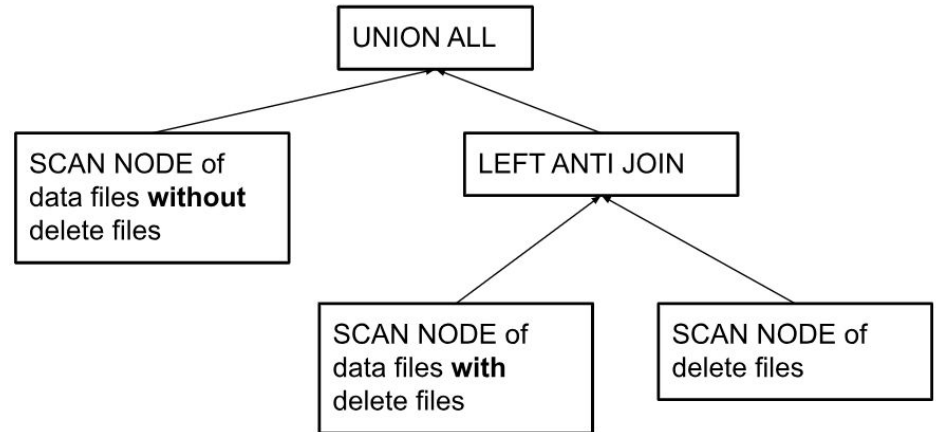 UNION ALL
SCAN NODE of
data files without
delete files
LEFT ANTI JOIN
SCAN NODE of
data files with
delete files
SCAN NODE of
delete files